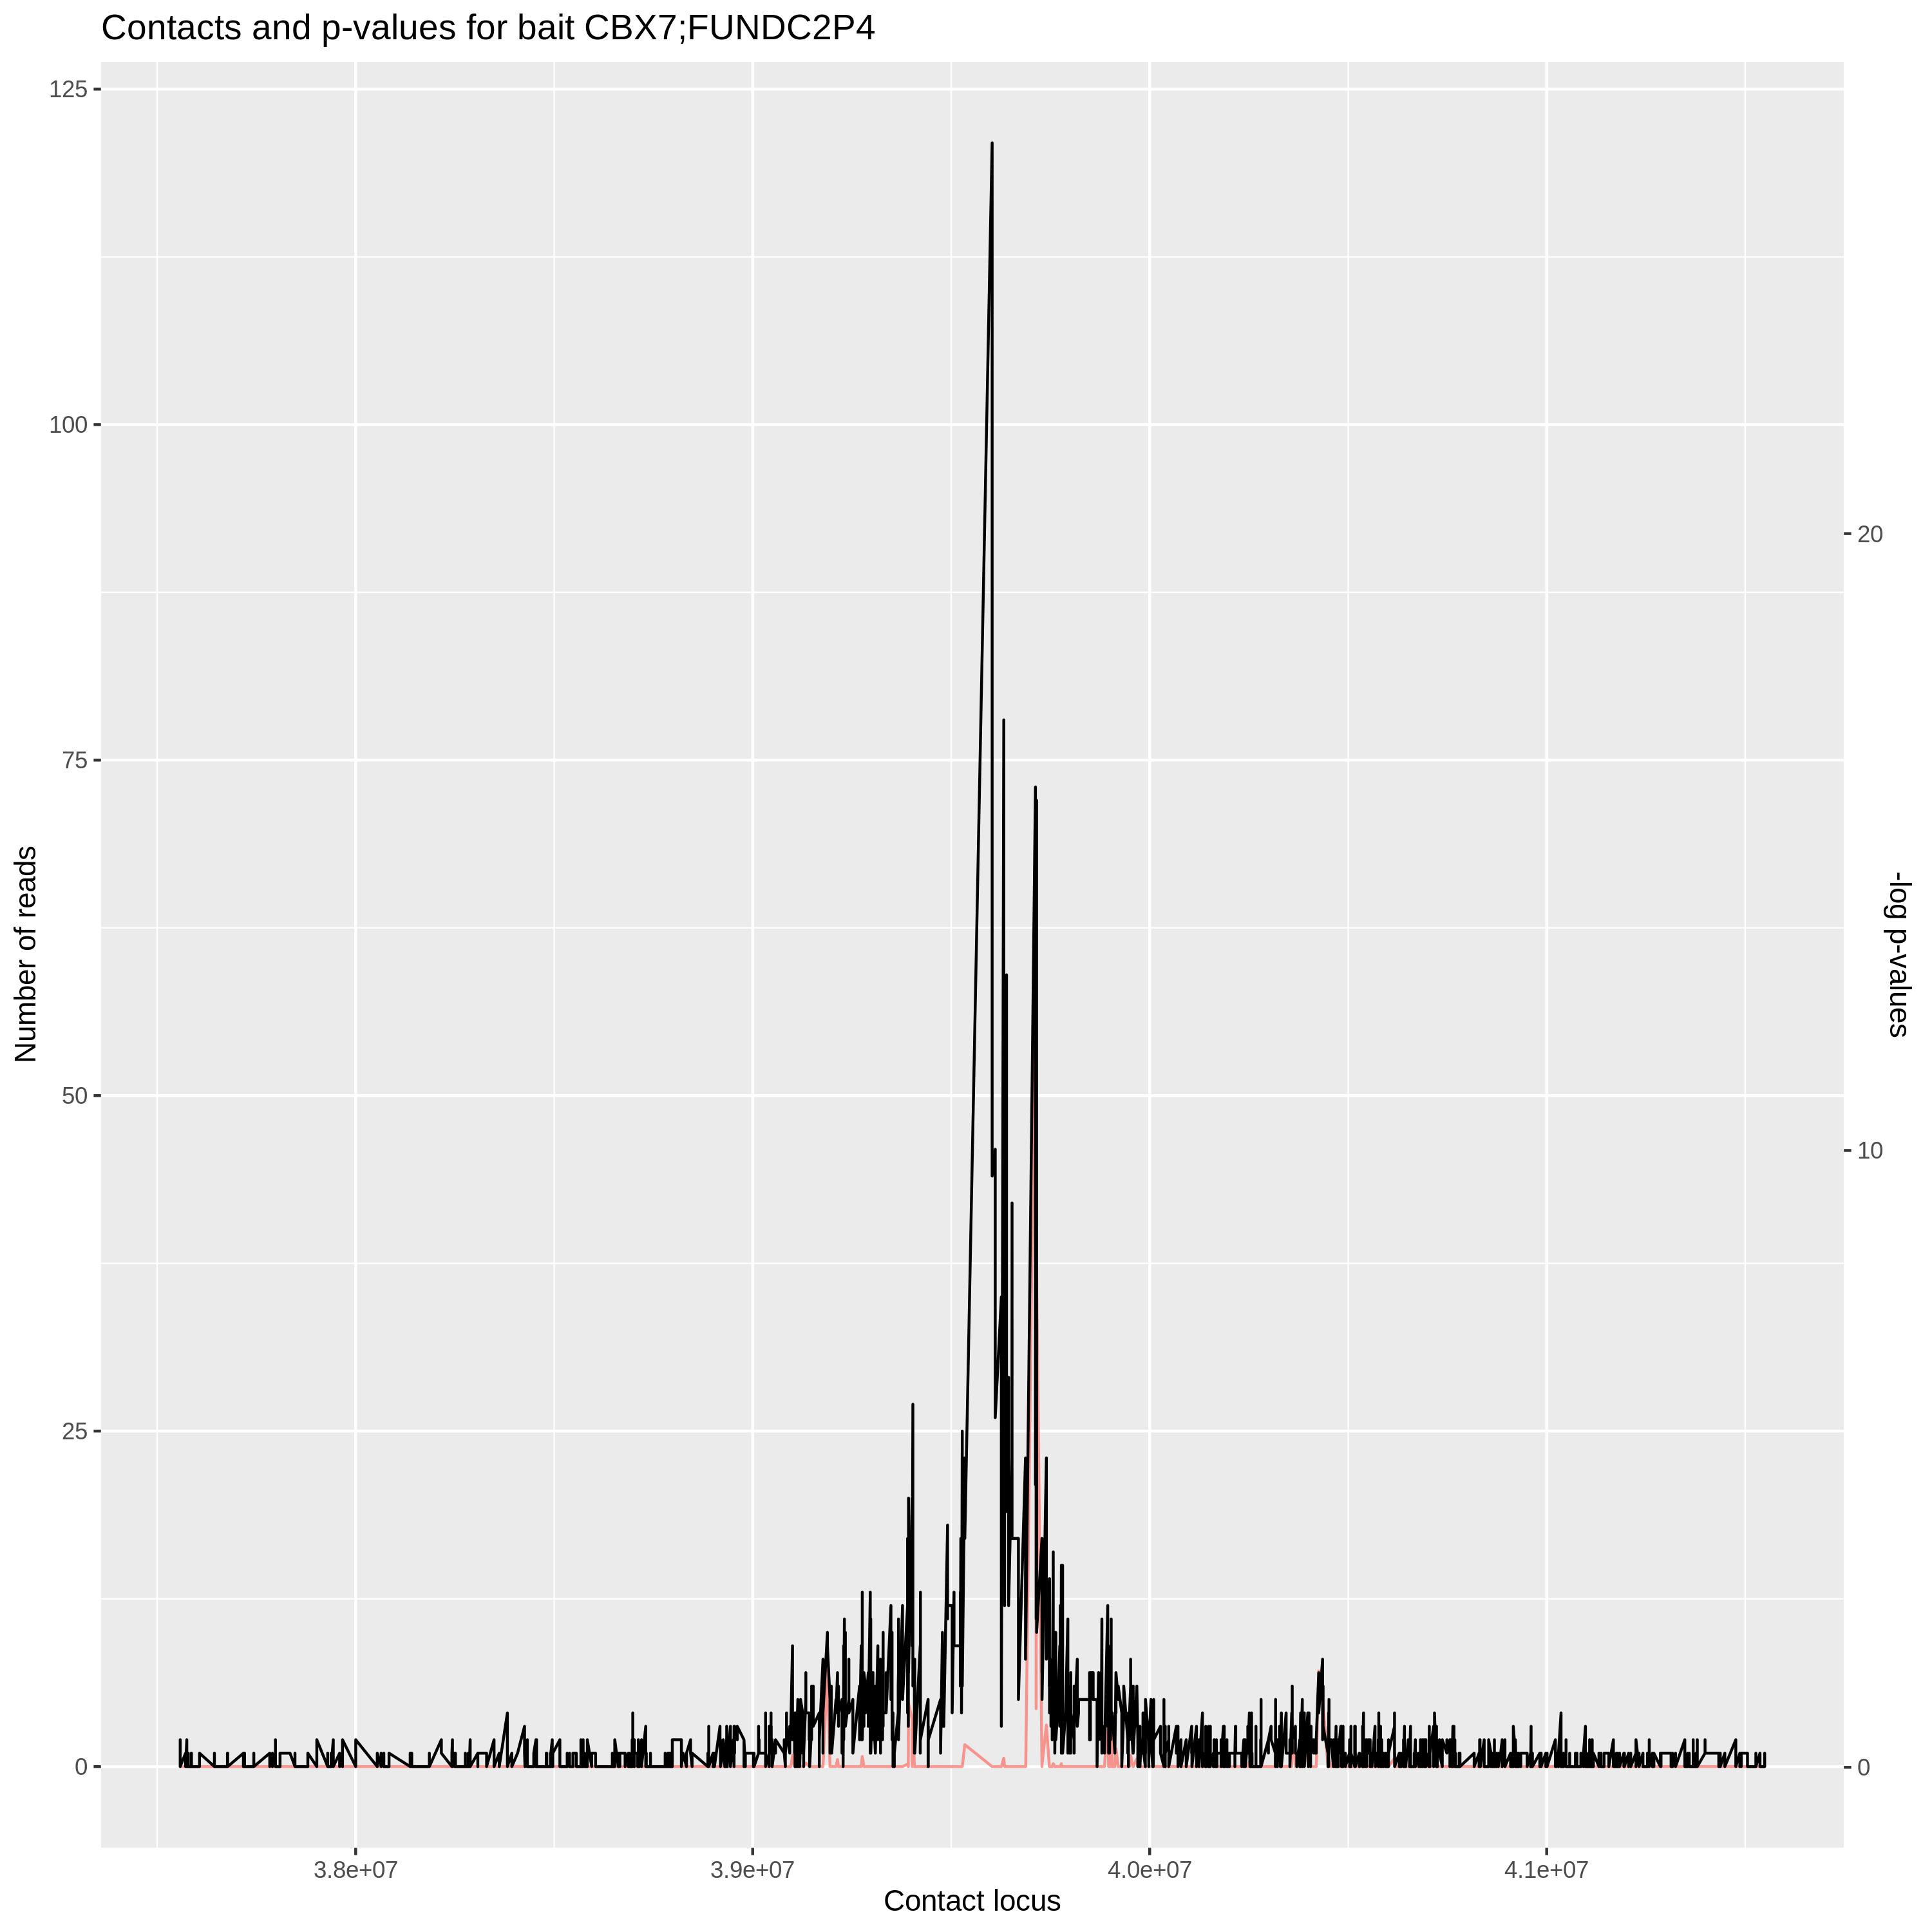 Contacts and p-values for bait CBX7;FUNDC2P4
125
100
75
50
25
0
Number of reads
20
10
0
-log p-values
3.8e+07
3.9e+07
4.0e+07
4.1e+07
Contact locus